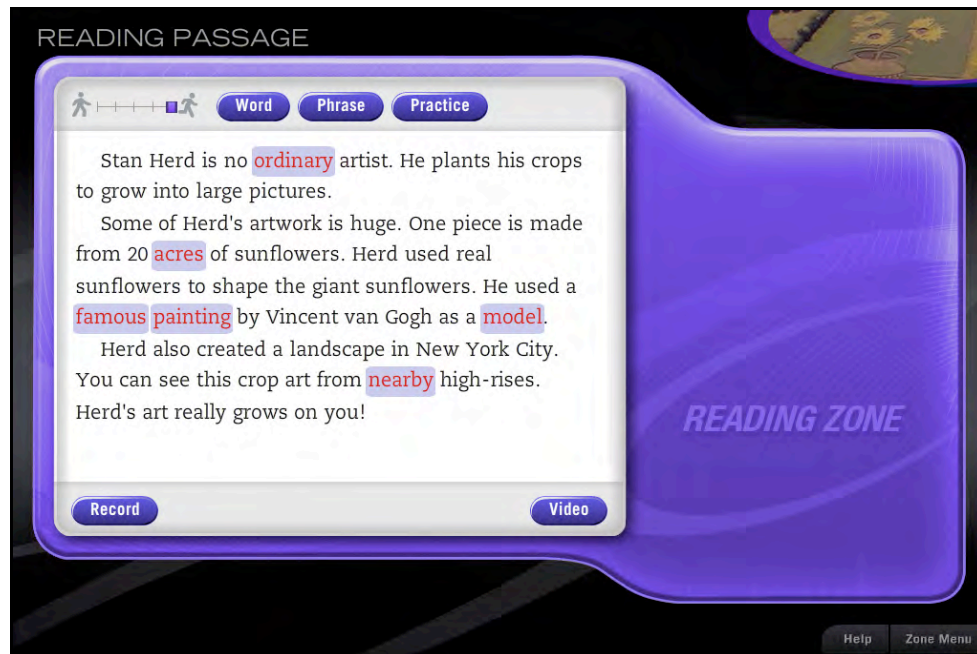 READING PASSAGE
Word Phrase Practice
Stan Herd is no ordinary artist. He plants his crops
to grow into large pictures.
Some of Herd's artwork is huge. One piece is made
from 20 acres of sunflowers. Herd used real
sunflowers to shape the giant sunflowers. He used a
famous painting by Vincent van Gogh as a model.
Herd also created a landscape in New York City.
You can see this crop art from nearby high-rises.
Herd's art really grows on you!
READING ZONE
Record Video
Help Zone Menu